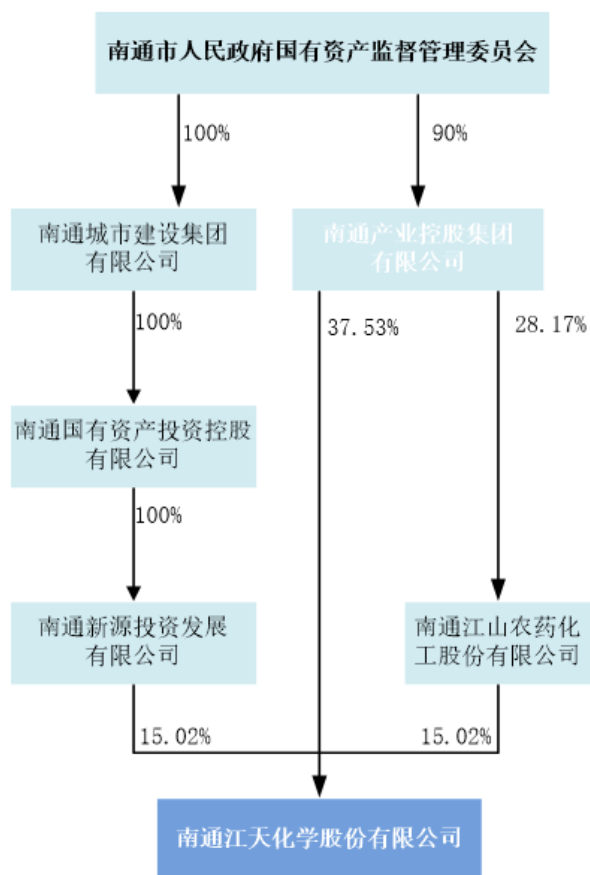 南通市人民政府国有资产监督管理委员会
100%
90%
南通城市建设集团
有限公司
南通产业控股集团
有限公司
100%
37.53%
28.17%
南通国有资产投资控股
有限公司
100%
南通新源投资发展
有限公司
南通江山农药化
工股份有限公司
15.02%
15.02%
南通江天化学股份有限公司